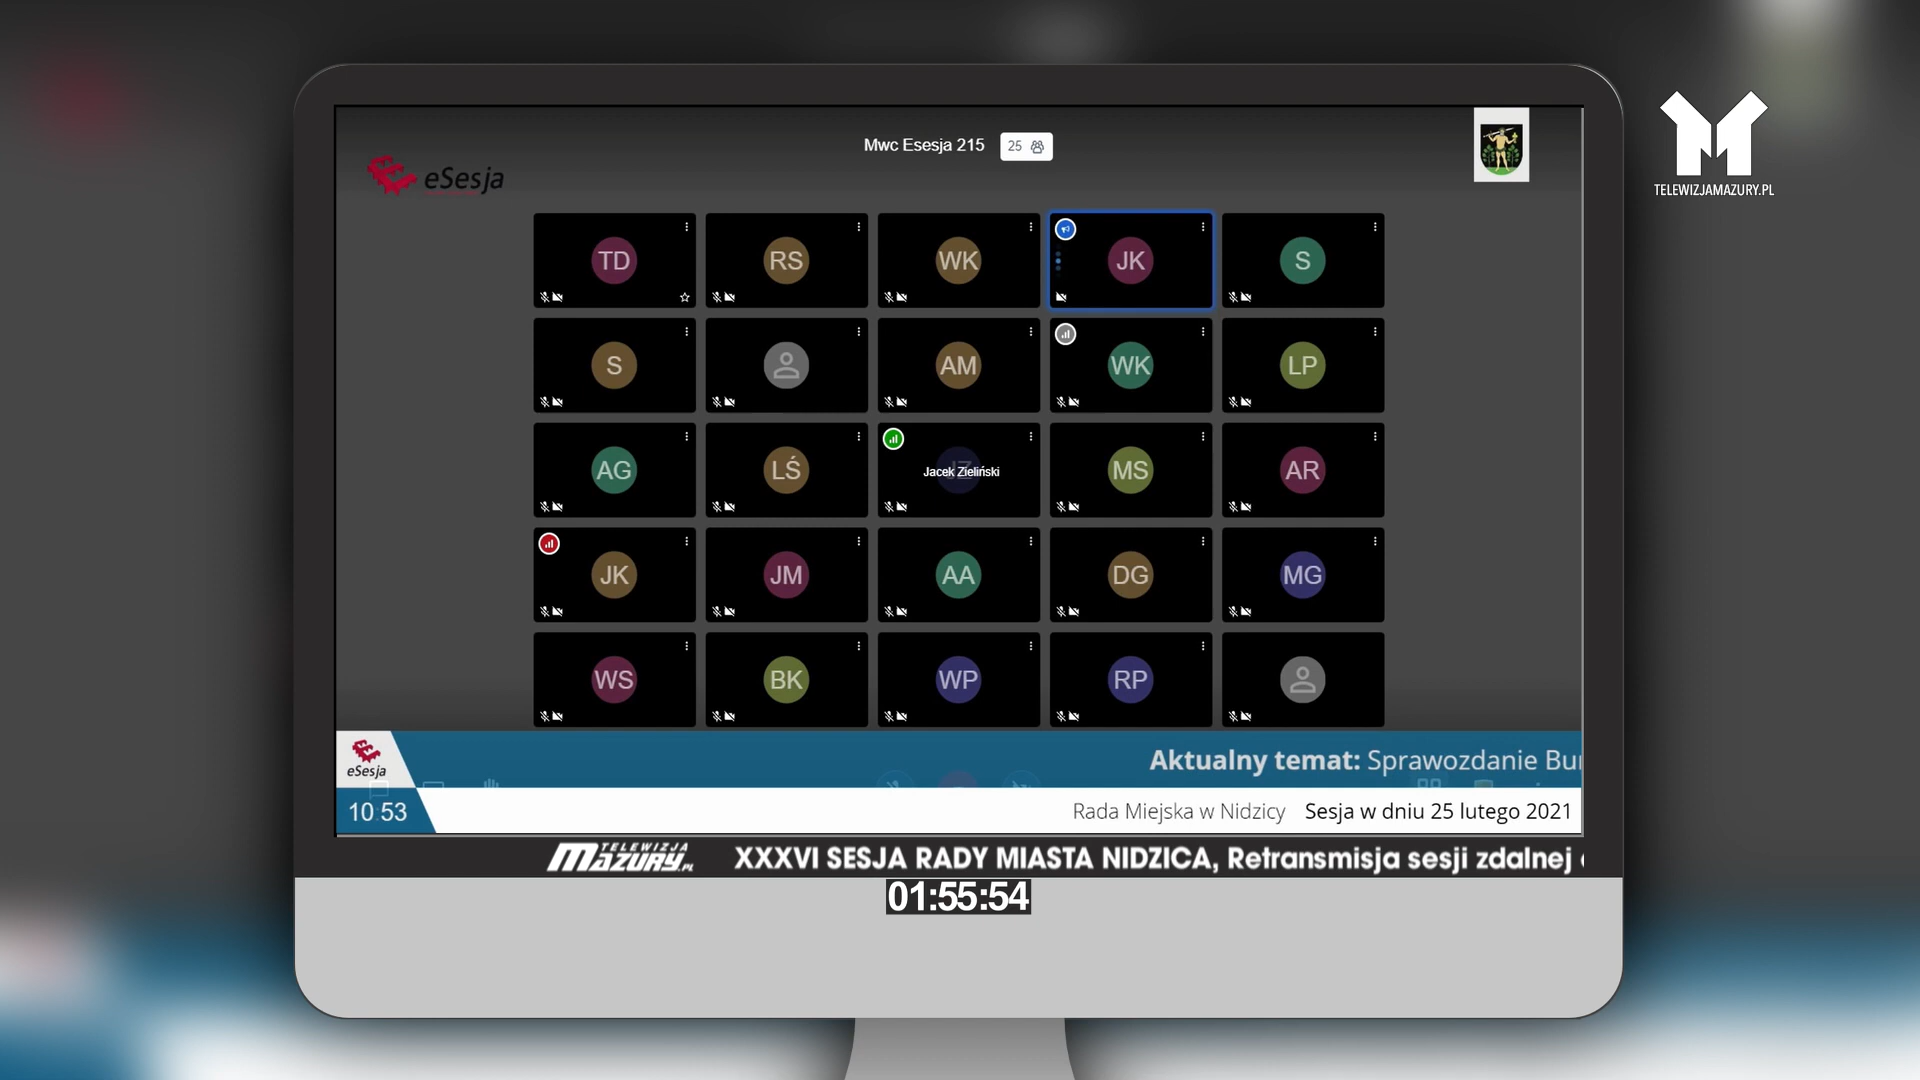 Mwc Esesja 215 25
eSesja
TELEWIZJAMAZURY.PL
TD RS WK JK S
S AM WK LP
AG LŚ Jacek Zieliński MS AR
JK JM AA DG MG
WS BK WP RP
eSesja
Aktualny temat: Sprawozdanie Bur
10:53
Rada Miejska w Nidzicy Sesja w dniu 25 lutego 2021
TELEWIZJA
MAZURY.PL
XXXVI SESJA RADY MIASTA NIDZICA, Retransmisja sesji zdalnej
01:55:54